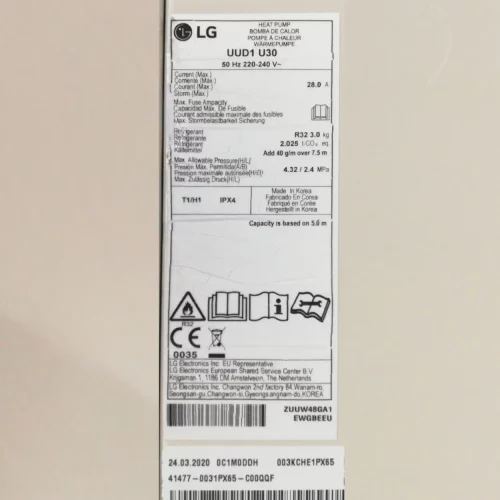 LG
HEAT PUMP
BOMBA DE CALOR
POMPE À CHALEUR
WÄRMEPUMPE
UUD1 U30
50 Hz 220-240 V~
Current (Max.)
Corriente (Max.)
Courant (Max.)
Strom (Max.)
28.0 A
Max. Fuse Ampacity
Capacidad Máx. De Fusible
Courant admissible maximale des fusibles
Max. Strombelastbarkeit Sicherung
Refrigerant
Refrigerante
Réfrigérant
Kältemittel
R32 3.0 kg
2.025 t/CO₂ eq.
Add 40 g/m over 7.5 m
Max. Allowable Pressure(H/L)
Presión Máx. Permitida(A/B)
Pression maximale autorisée(H/B)
Max. Zulässig Druck(H/L)
4.32 / 2.4 MPa
T1/H1 IPX4
Made In Korea
Fabricado En Corea
Fabriqué en Corée
Hergestellt in Korea
Capacity is based on 5.0 m
R32
CE
0035
LG Electronics Inc. EU Representative
LG Electronics European Shared Service Center B.V.
Krijgsman 1, 1186 DM Amstelveen, The Netherlands
LG Electronics Inc. Changwon 2nd factory 84, Wanam-ro,
Seongsan-gu, Changwon-si, Gyeongsangnam-do, KOREA
ZUUW48GA1
EWGBEEU
24.03.2020 0C1M0DDH 003KCHE1PX65
41477-0031PX65-C00QQF